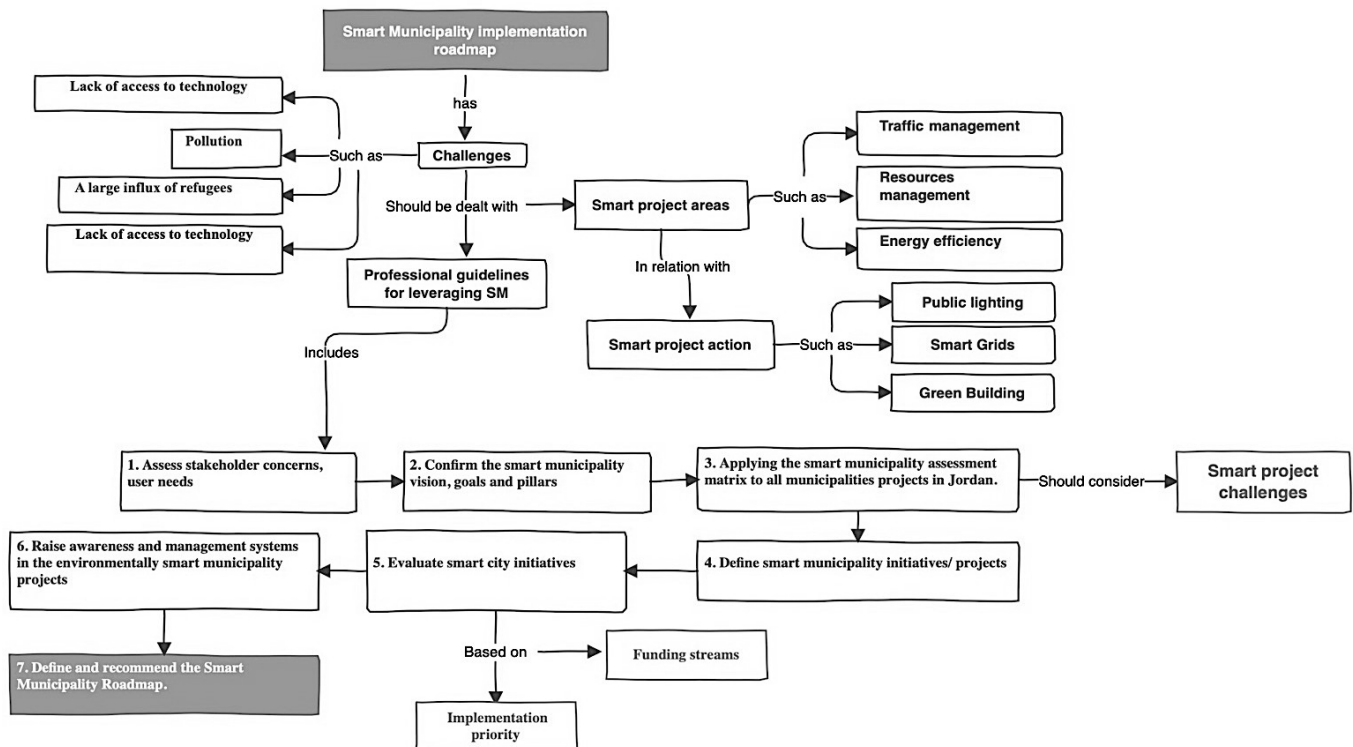 Smart Municipality implementation
roadmap
has
Lack of access to technology
Pollution
A large influx of refugees
Lack of access to technology
Such as
Challenges
Should be dealt with
Professional guidelines
for leveraging SM
Smart project areas
Such as
Traffic management
Resources
management
Energy efficiency
In relation with
Smart project action
Such as
Public lighting
Smart Grids
Green Building
Includes
1. Assess stakeholder concerns,
user needs
2. Confirm the smart municipality
vision, goals and pillars
3. Applying the smart municipality assessment
matrix to all municipalities projects in Jordan.
Should consider
Smart project
challenges
4. Define smart municipality initiatives/ projects
5. Evaluate smart city initiatives
6. Raise awareness and management systems
in the environmentally smart municipality
projects
7. Define and recommend the Smart
Municipality Roadmap.
Based on
Funding streams
Implementation
priority